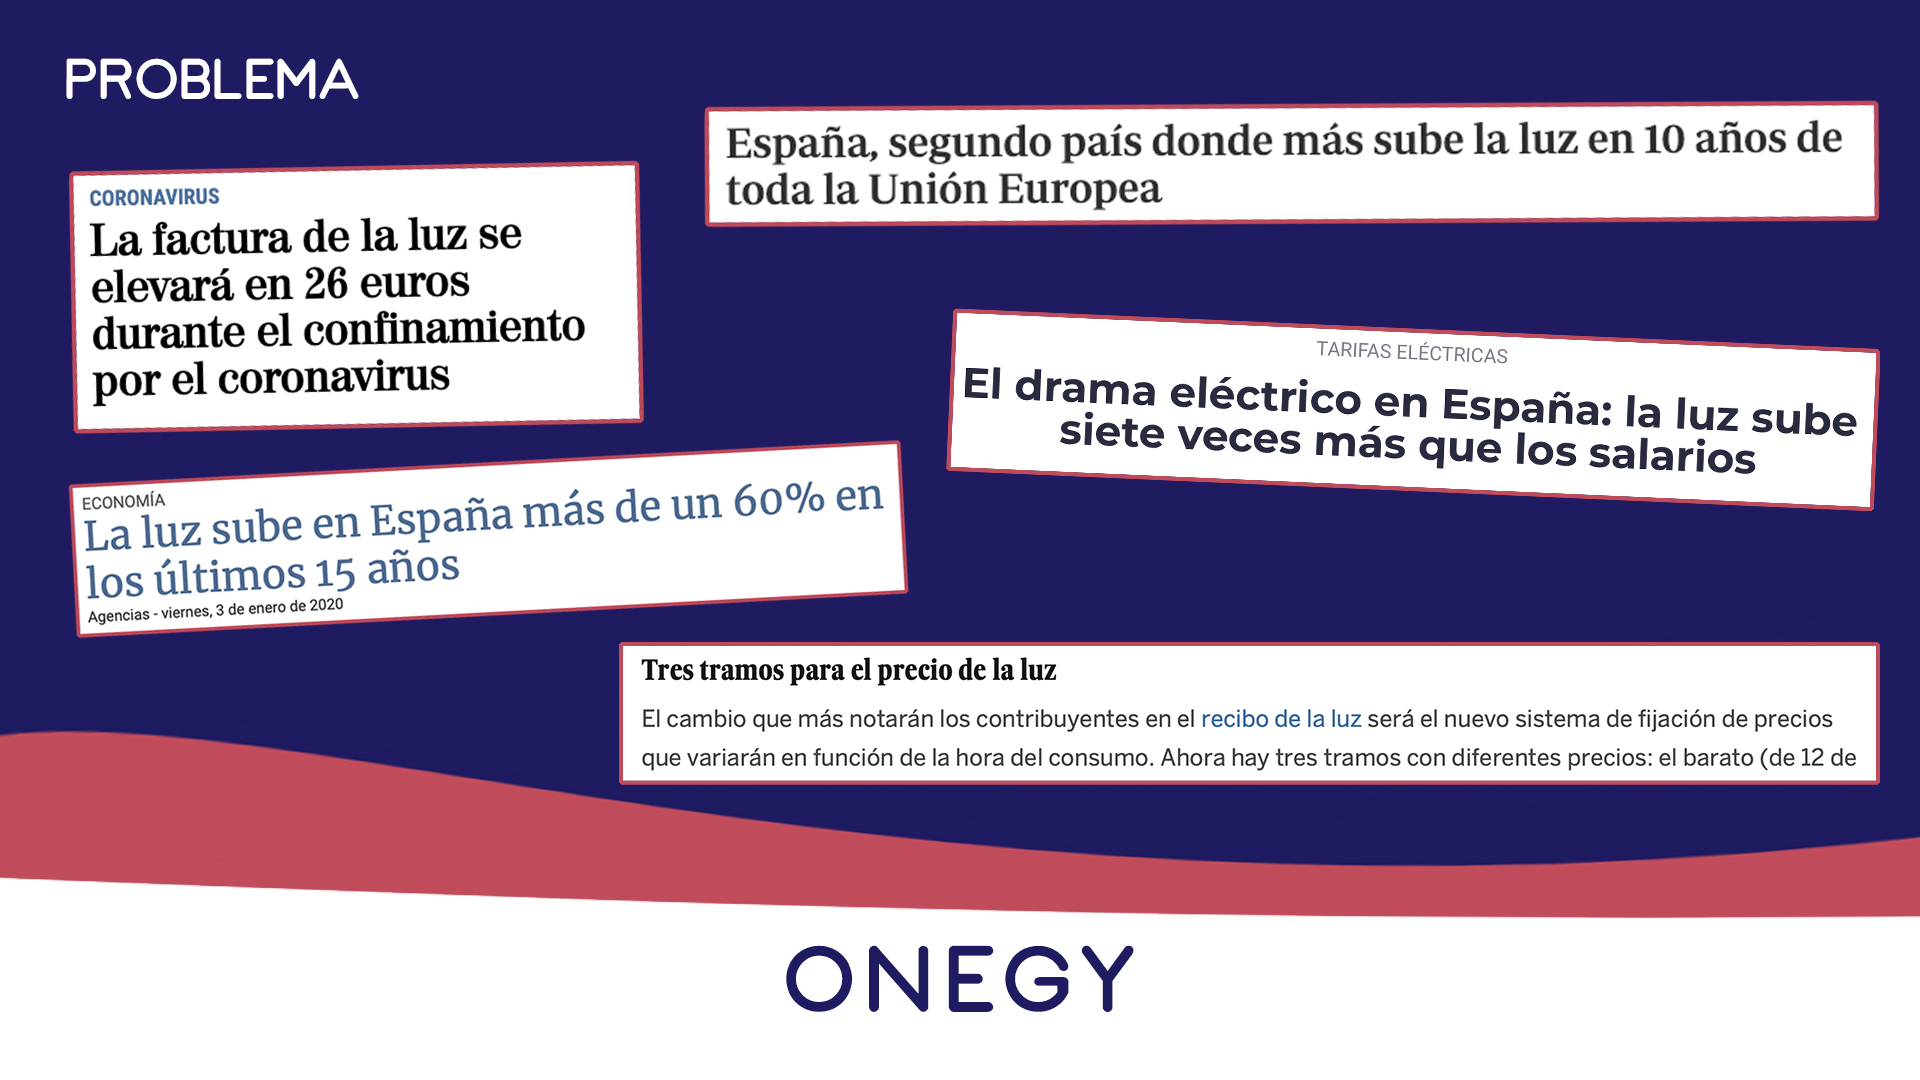 PROBLEMA
España, segundo país donde más sube la luz en 10 años de
toda la Unión Europea
CORONAVIRUS
La factura de la luz se
elevará en 26 euros
durante el confinamiento
por el coronavirus
TARIFAS ELÉCTRICAS
El drama eléctrico en España: la luz sube
siete veces más que los salarios
ECONOMÍA
La luz sube en España más de un 60% en
los últimos 15 años
Agencias - viernes, 3 de enero de 2020
Tres tramos para el precio de la luz
El cambio que más notarán los contribuyentes en el recibo de la luz será el nuevo sistema de fijación de precios
que variarán en función de la hora del consumo. Ahora hay tres tramos con diferentes precios: el barato (de 12 de
ONEGY